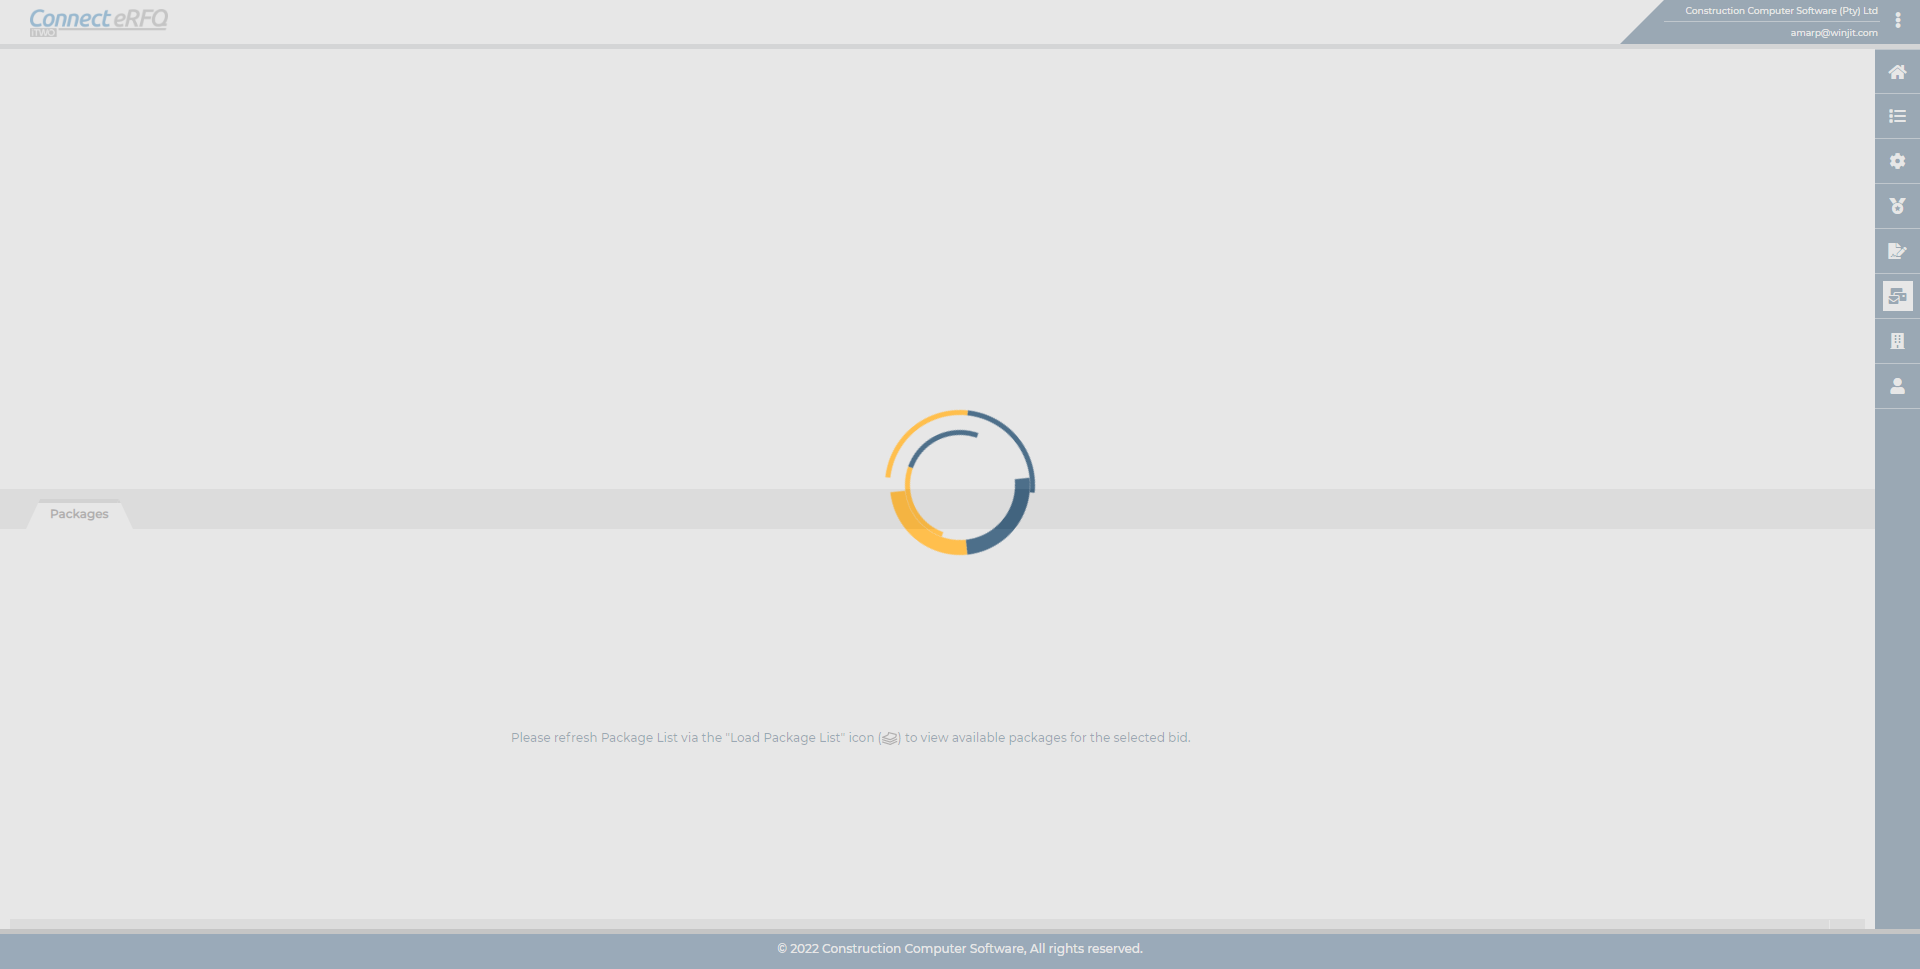 Connect eRFQ
iTWO
Construction Computer Software (Pty) Ltd
amarp@winjit.com
Packages
Please refresh Package List via the "Load Package List" icon () to view available packages for the selected bid.
© 2022 Construction Computer Software, All rights reserved.